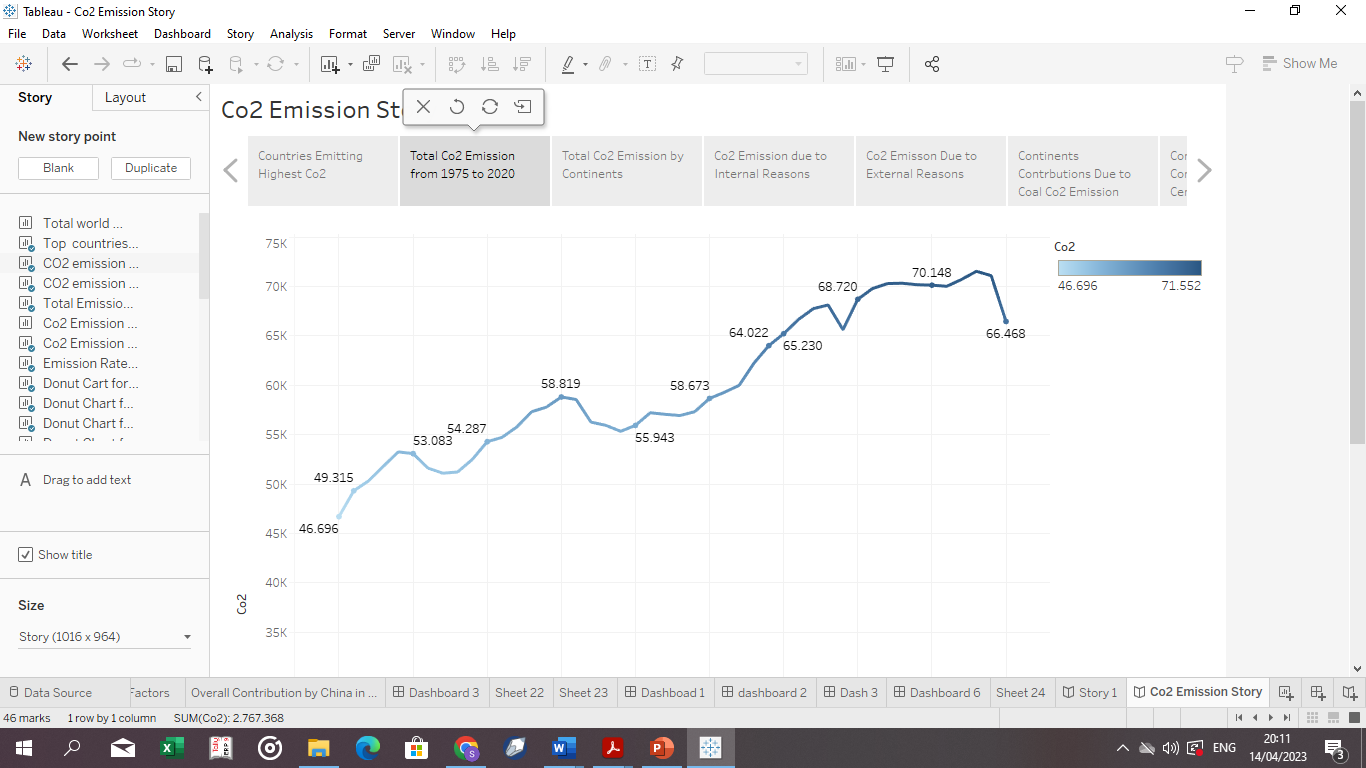 Tableau - Co2 Emission Story
File Data Worksheet Dashboard Story Analysis Format Server Window Help
Show Me
Story Layout
New story point
Blank Duplicate
Total world ...
Top countries...
CO2 emission ...
CO2 emission ...
Total Emissio...
Co2 Emission ...
Co2 Emission ...
Emission Rate...
Donut Cart for...
Donut Chart f...
Donut Chart f...
A Drag to add text
Show title
Size
Story (1016 x 964)
Co2 Emission
Countries Emitting
Highest Co2
Total Co2 Emission
from 1975 to 2020
Total Co2 Emission by
Continents
Co2 Emission due to
Internal Reasons
Co2 Emisson Due to
External Reasons
Continents
Contrbutions Due to
Coal Co2 Emission
75K
70K
65K
60K
55K
50K
45K
40K
35K
Co2
46.696
49.315
53.083
54.287
58.819
55.943
58.673
64.022
65.230
68.720
70.148
66.468
Co2
46.696 71.552
Data Source Factors Overall Contribution by China in ... Dashboard 3 Sheet 22 Sheet 23 Dashboad 1 dashboard 2 Dash 3 Dashboard 6 Sheet 24 Story 1 Co2 Emission Story
46 marks 1 row by 1 column SUM(Co2): 2.767.368
ENG
20:11
14/04/2023
3